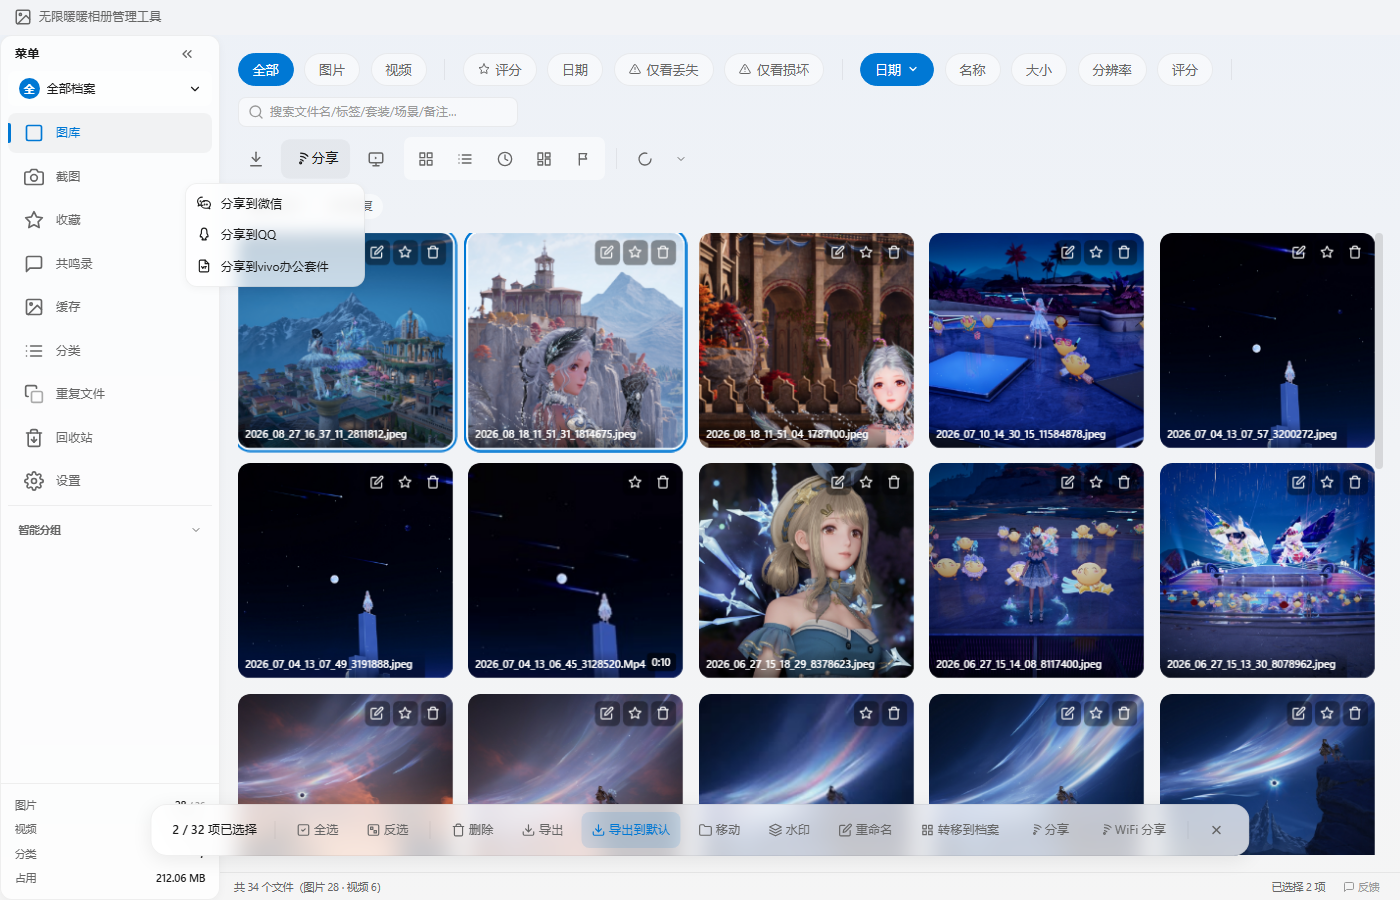 无限暖暖相册管理工具
菜单
全 全部档案
图库
截图
收藏
共鸣录
缓存
分类
重复文件
回收站
设置
智能分组
图片
视频
分类
占用 212.06 MB
全部 图片 视频 评分 日期 仅看丢失 仅看损坏 日期 名称 大小 分辨率 评分
搜索文件名/标签/套装/场景/备注...
分享
分享到微信
分享到QQ
分享到vivo办公套件
2026_08_27_16_37_11_2811812.jpeg
2026_08_18_11_51_31_1814675.jpeg
2026_08_18_11_51_04_1787100.jpeg
2026_07_10_14_30_15_11584878.jpeg
2026_07_04_13_07_57_3200272.jpeg
2026_07_04_13_07_49_3191888.jpeg
2026_07_04_13_06_45_3128520.Mp4 0:10
2026_06_27_15_18_29_8378623.jpeg
2026_06_27_15_14_08_8117400.jpeg
2026_06_27_15_13_30_8078962.jpeg
2 / 32 项已选择 全选 反选 删除 导出 导出到默认 移动 水印 重命名 转移到档案 分享 WiFi 分享
共 34 个文件（图片 28 · 视频 6）
已选择 2 项 反馈